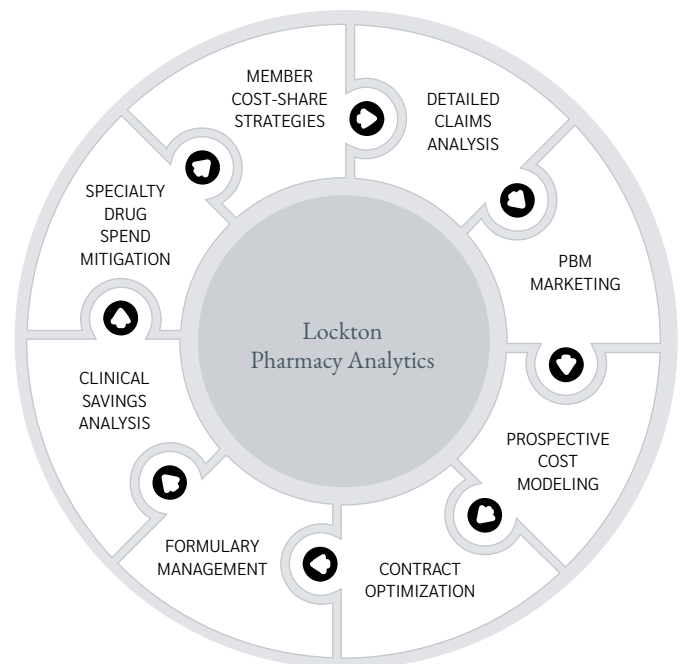 MEMBER
COST-SHARE
STRATEGIES
DETAILED
CLAIMS
ANALYSIS
PBM
MARKETING
PROSPECTIVE
COST
MODELING
CONTRACT
OPTIMIZATION
FORMULARY
MANAGEMENT
CLINICAL
SAVINGS
ANALYSIS
SPECIALTY
DRUG
SPEND
MITIGATION
Lockton
Pharmacy Analytics